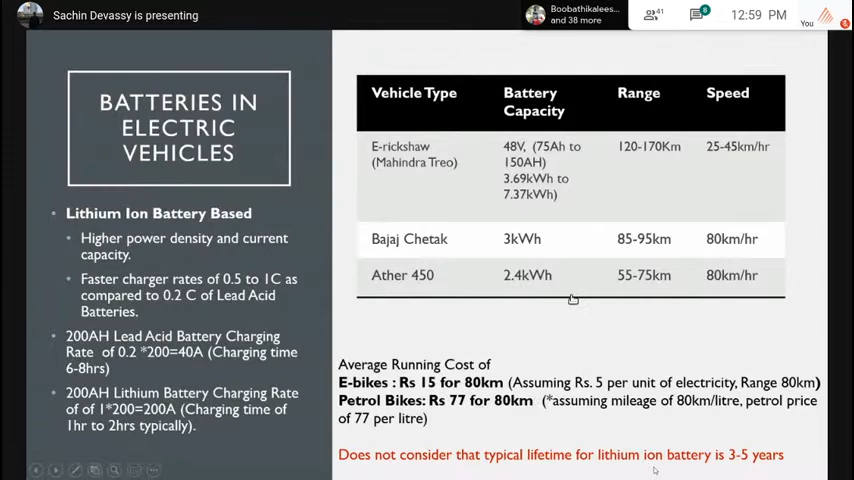 Sachin Devassy is presenting
Boobathikalees...
and 38 more
41
8
12:59 PM
You
BATTERIES IN
ELECTRIC
VEHICLES
• Lithium Ion Battery Based
• Higher power density and current
capacity.
• Faster charger rates of 0.5 to 1C as
compared to 0.2 C of Lead Acid
Batteries.
• 200AH Lead Acid Battery Charging
Rate of 0.2 *200=40A (Charging time
6-8hrs)
• 200AH Lithium Battery Charging Rate
of of 1*200=200A (Charging time of
1hr to 2hrs typically).
Vehicle Type Battery Capacity Range Speed
E-rickshaw (Mahindra Treo) 48V, (75Ah to 150AH) 3.69kWh to 7.37kWh) 120-170Km 25-45km/hr
Bajaj Chetak 3kWh 85-95km 80km/hr
Ather 450 2.4kWh 55-75km 80km/hr
Average Running Cost of
E-bikes : Rs 15 for 80km (Assuming Rs. 5 per unit of electricity, Range 80km)
Petrol Bikes: Rs 77 for 80km (*assuming mileage of 80km/litre, petrol price
of 77 per litre)
Does not consider that typical lifetime for lithium ion battery is 3-5 years